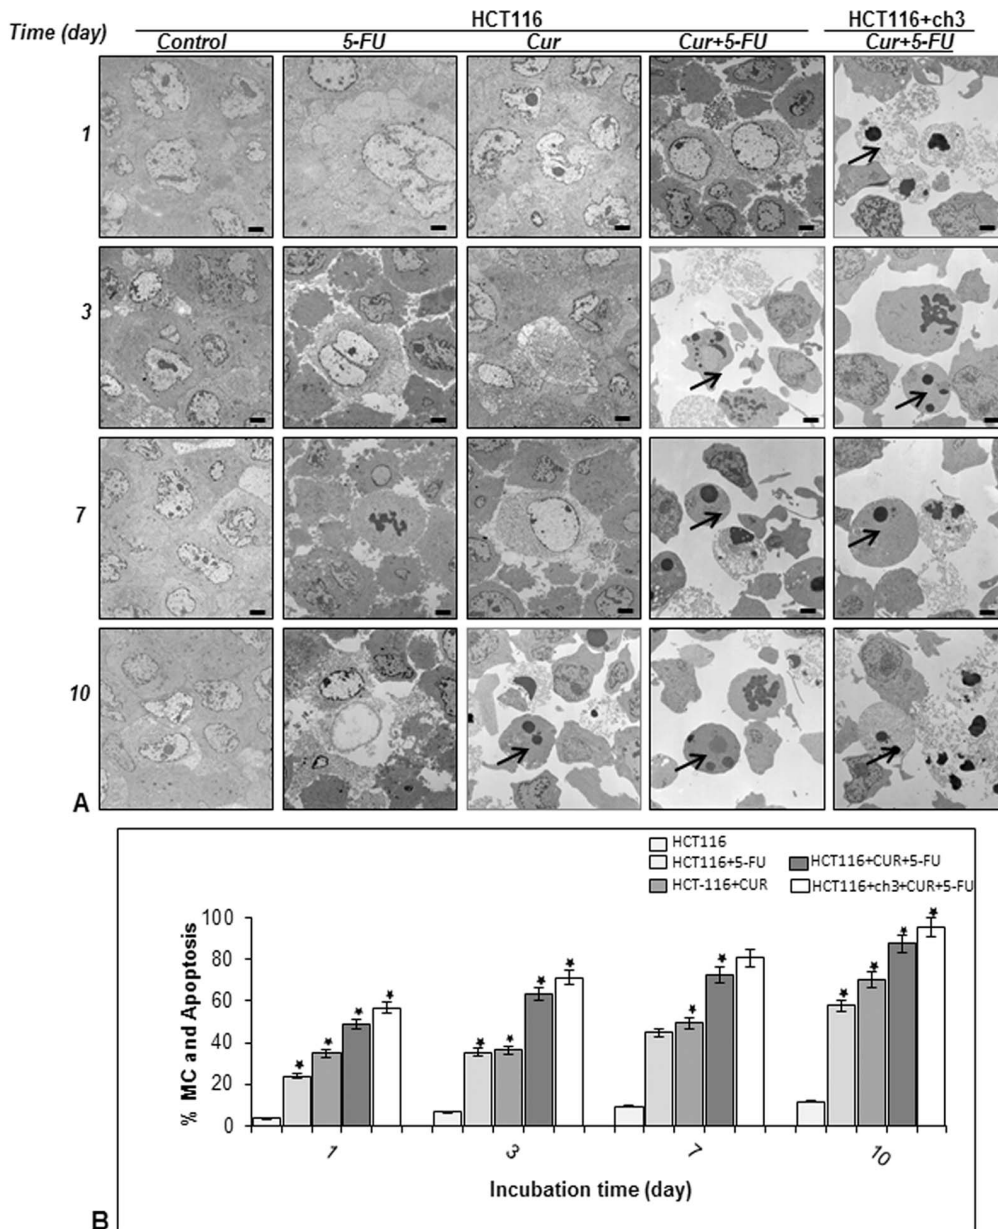 HCT116 HCT116+ch3
Time (day) Control 5-FU Cur Cur+5-FU Cur+5-FU
1
3
7
10
A
HCT116
HCT116+5-FU HCT116+CUR+5-FU
HCT-116+CUR HCT116+ch3+CUR+5-FU
% MC and Apoptosis
100
80
60
40
20
0
1 3 7 10
Incubation time (day)
B